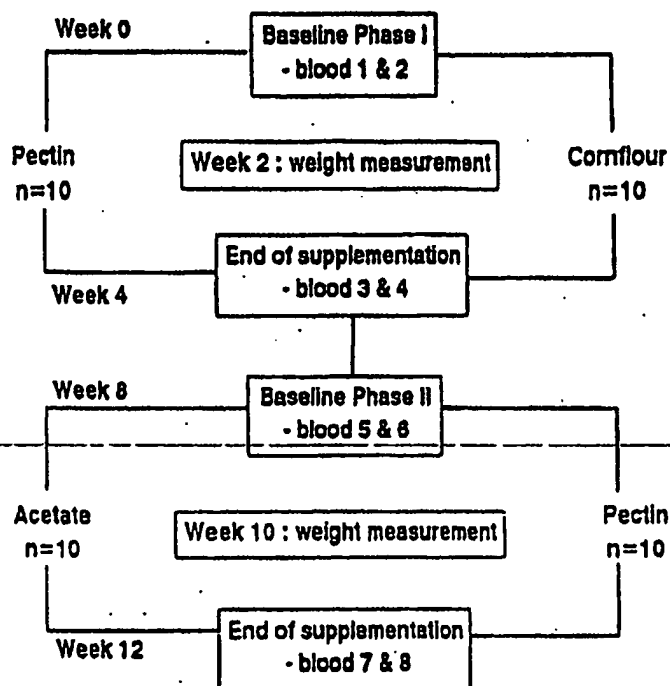 Week 0
Baseline Phase I
- blood 1 & 2
Pectin
n=10
Week 2 : weight measurement
Cornflour
n=10
End of supplementation
- blood 3 & 4
Week 4
Week 8
Baseline Phase II
- blood 5 & 6
Acetate
n=10
Week 10 : weight measurement
Pectin
n=10
Week 12
End of supplementation
- blood 7 & 8